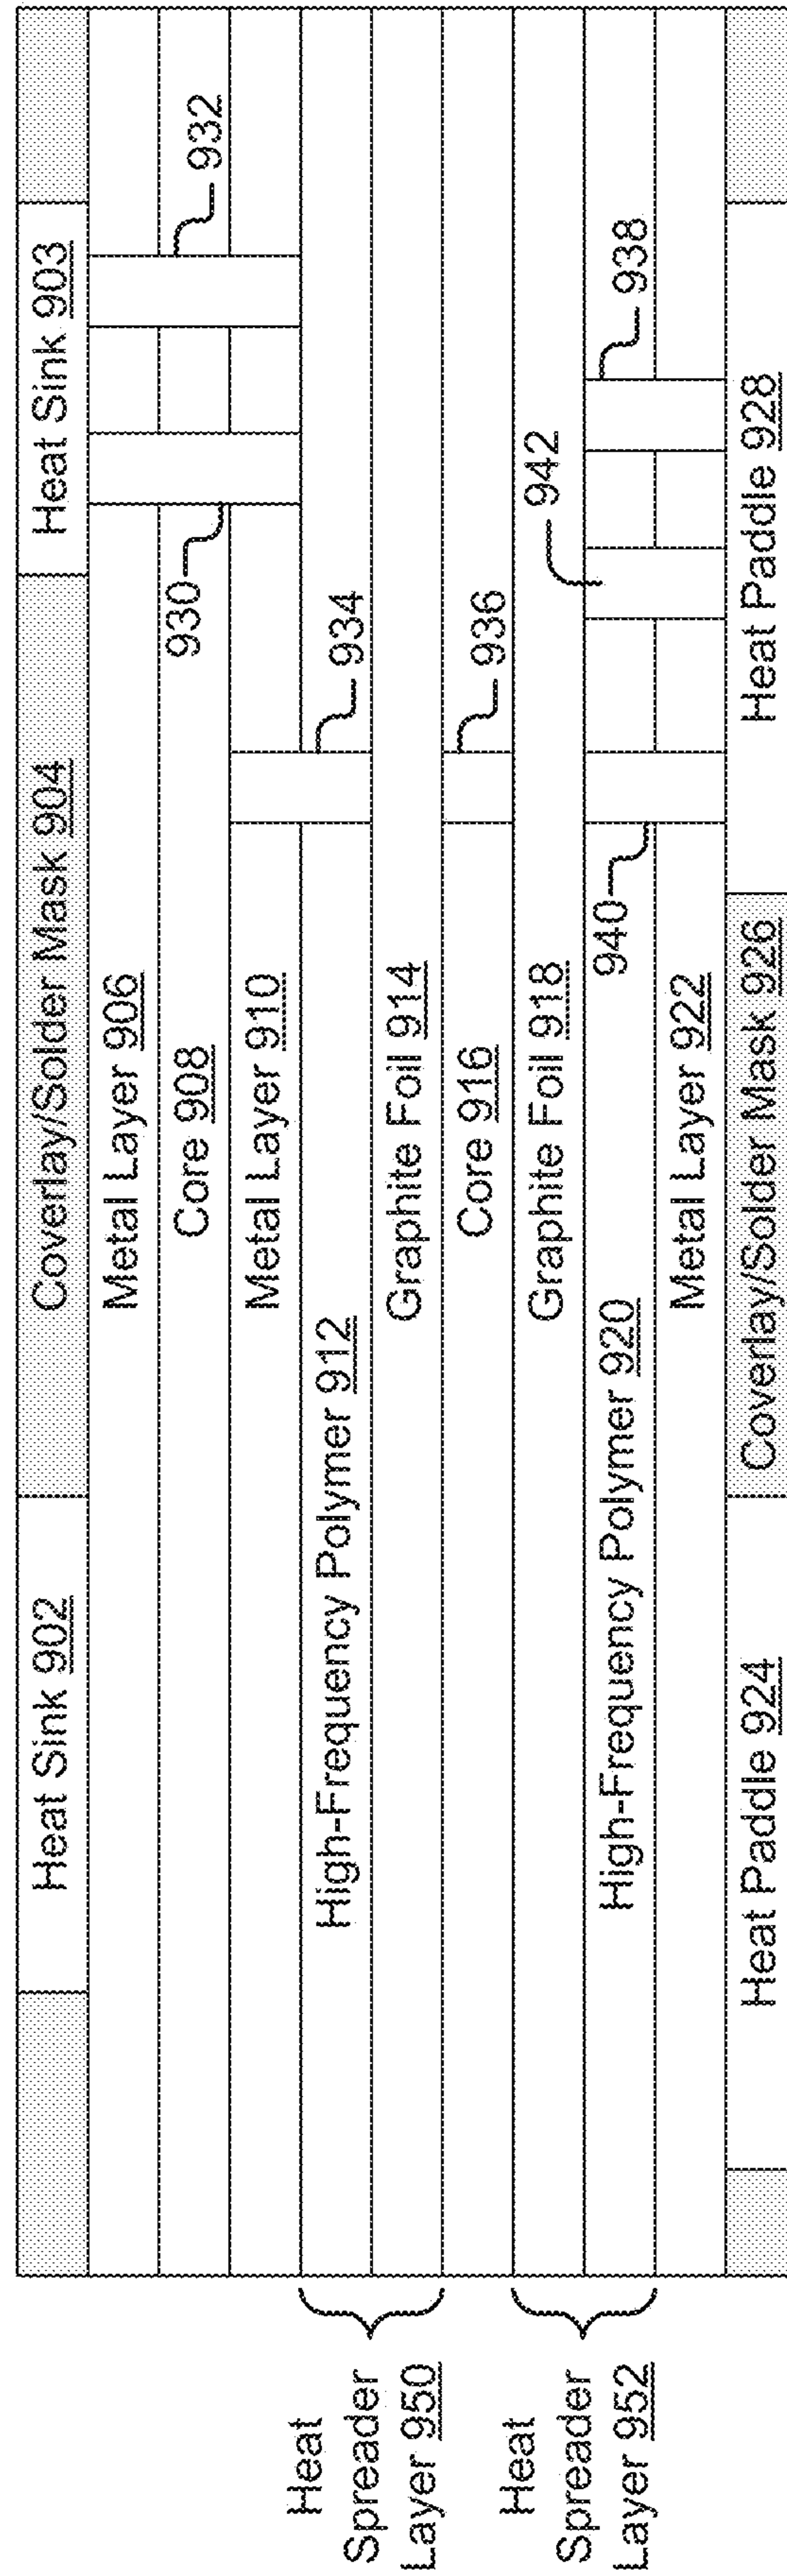 Heat Sink 902
Coverlay/Solder Mask 904
Heat Sink 903
Metal Layer 906
Core 908
932
930
Metal Layer 910
High-Frequency Polymer 912
934
Graphite Foil 914
Core 916
936
Graphite Foil 918
942
High-Frequency Polymer 920
940
938
Metal Layer 922
Heat Paddle 924
Coverlay/Solder Mask 926
Heat Paddle 928
Heat
Spreader
Layer 950
Heat
Spreader
Layer 952